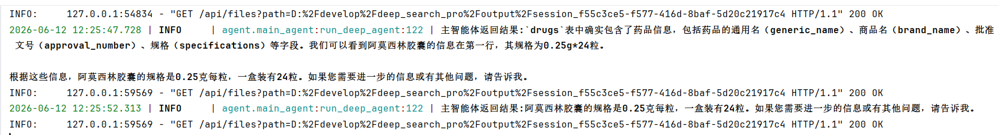 INFO:     127.0.0.1:54834 - "GET /api/files?path=D:%2Fdevelop%2Fdeep_search_pro%2Foutput%2Fsession_f55c3ce5-f577-416d-8baf-5d20c21917c4 HTTP/1.1" 200 OK
2026-06-12 12:25:47.728 | INFO     | agent.main_agent:run_deep_agent:122 | 主智能体返回结果:`drugs`表中确实包含了药品信息，包括药品的通用名（generic_name）、商品名（brand_name）、批准
文号（approval_number）、规格（specifications）等字段。我们可以看到阿莫西林胶囊的信息在第一行，其规格为0.25g*24粒。
根据这些信息，阿莫西林胶囊的规格是0.25克每粒，一盒装有24粒。如果您需要进一步的信息或有其他问题，请告诉我。
INFO:     127.0.0.1:59569 - "GET /api/files?path=D:%2Fdevelop%2Fdeep_search_pro%2Foutput%2Fsession_f55c3ce5-f577-416d-8baf-5d20c21917c4 HTTP/1.1" 200 OK
2026-06-12 12:25:52.313 | INFO     | agent.main_agent:run_deep_agent:122 | 主智能体返回结果:阿莫西林胶囊的规格是0.25克每粒，一盒装有24粒。如果您需要进一步的信息或有其他问题，请告诉我。
INFO:     127.0.0.1:59569 - "GET /api/files?path=D:%2Fdevelop%2Fdeep_search_pro%2Foutput%2Fsession_f55c3ce5-f577-416d-8baf-5d20c21917c4 HTTP/1.1" 200 OK